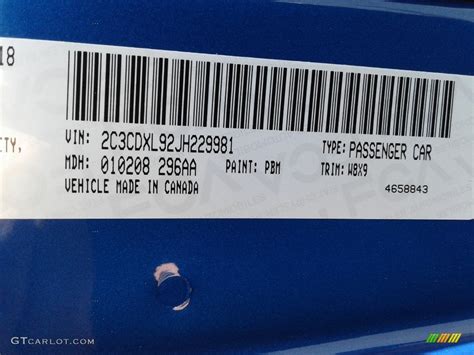 18
ITY,
VIN: 2C3CDXL92JH229981 TYPE: PASSENGER CAR
MDH: 010208 296AA PAINT: PBM TRIM: W8X9
VEHICLE MADE IN CANADA 4658843
GTCARLOT.COM